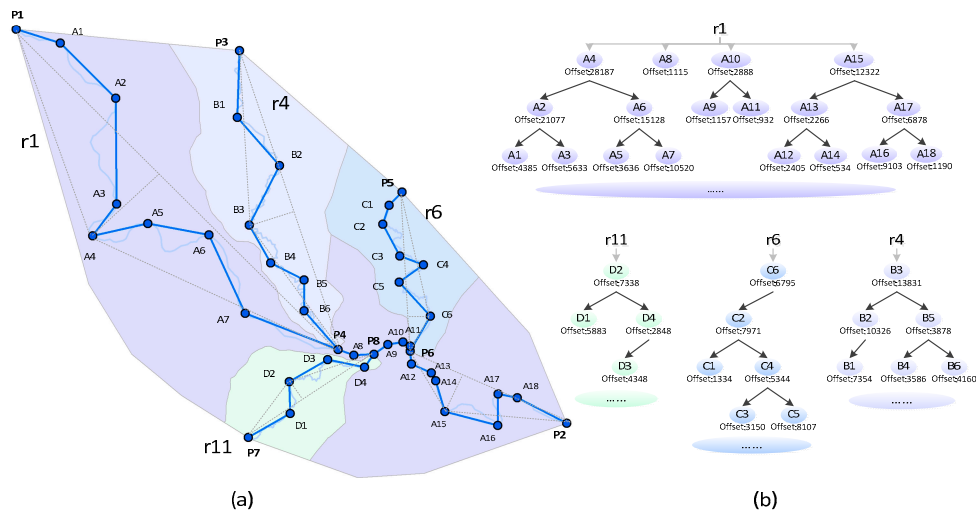 P1
A1
A2
r1
A3
A4
A5
A6
A7
P3
B1
r4
B2
B3
B4
B5
B6
P5
C1
r6
C2
C3
C4
C5
C6
P4
A8
P8
A9
A10
A11
P6
A12
A13
A14
A15
A16
A17
A18
P2
D3
D4
D2
D1
r11
P7
(a)
r1
A4 A8 A10 A15
Offset:28187 Offset:1115 Offset:2888 Offset:12322
A2 A6 A9 A11 A13 A17
Offset:21077 Offset:15128 Offset:1157 Offset:932 Offset:2266 Offset:6878
A1 A3 A5 A7 A12 A14 A16 A18
Offset:4385 Offset:5633 Offset:3636 Offset:10520 Offset:2405 Offset:534 Offset:9103 Offset:1190
......
r11
D2
Offset:7338
D1 D4
Offset:5883 Offset:2848
D3
Offset:4348
......
r6
C6
Offset:6795
C2
Offset:7971
C1 C4
Offset:1334 Offset:5344
C3 C5
Offset:3150 Offset:8107
......
r4
B3
Offset:13831
B2 B5
Offset:10326 Offset:3878
B1 B4 B6
Offset:7354 Offset:3586 Offset:4160
......
(b)